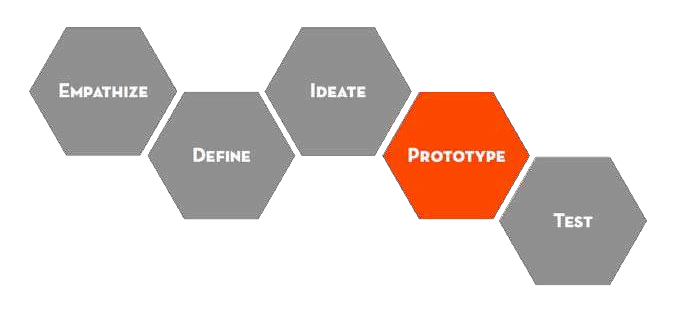 Empathize
Define
Ideate
Prototype
Test